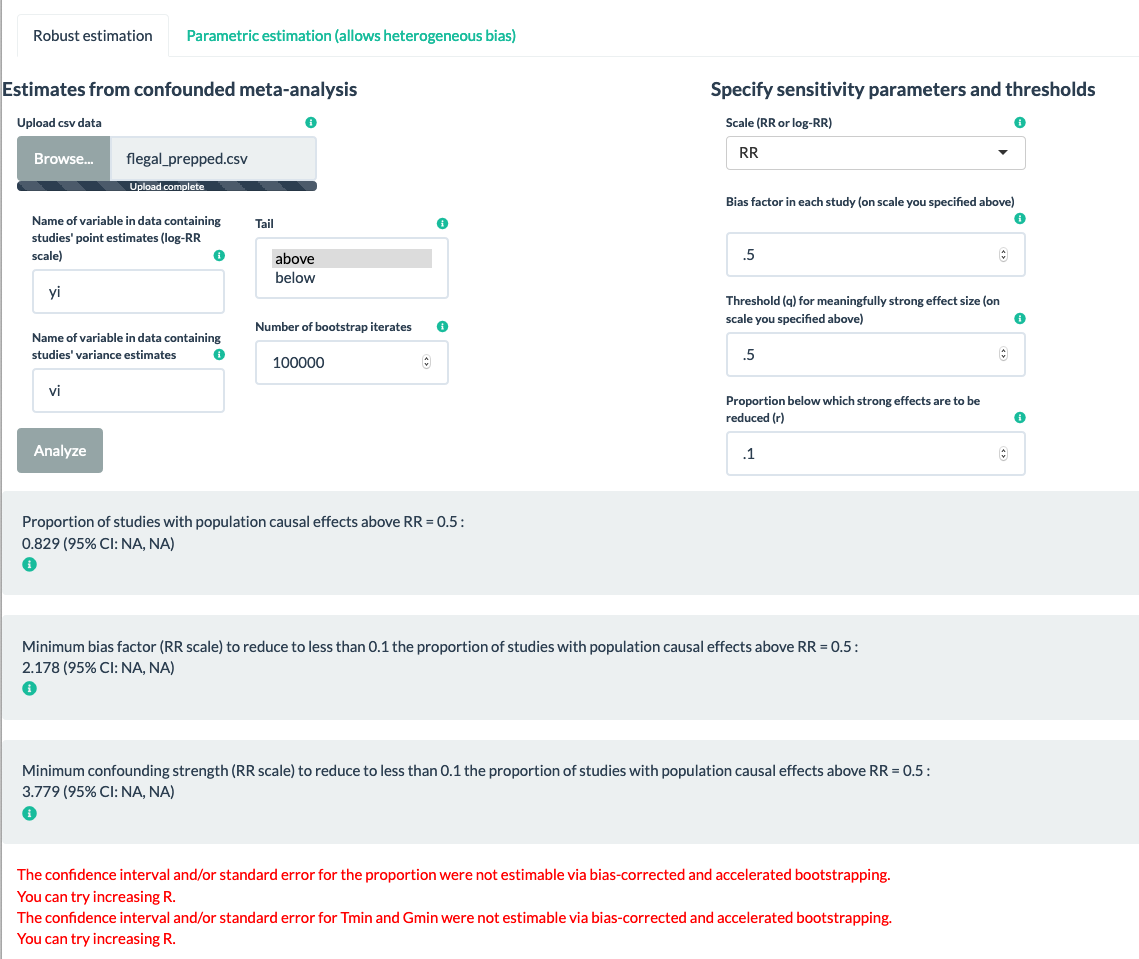 Robust estimation
Parametric estimation (allows heterogeneous bias)
Estimates from confounded meta-analysis
Upload csv data
Browse...
flegal_prepped.csv
Upload complete
Name of variable in data containing
studies' point estimates (log-RR
scale)
yi
Name of variable in data containing
studies' variance estimates
vi
Tail
above
below
Number of bootstrap iterates
100000
Analyze
Specify sensitivity parameters and thresholds
Scale (RR or log-RR)
RR
Bias factor in each study (on scale you specified above)
.5
Threshold (q) for meaningfully strong effect size (on
scale you specified above)
.5
Proportion below which strong effects are to be
reduced (r)
.1
Proportion of studies with population causal effects above RR = 0.5 :
0.829 (95% CI: NA, NA)
Minimum bias factor (RR scale) to reduce to less than 0.1 the proportion of studies with population causal effects above RR = 0.5 :
2.178 (95% CI: NA, NA)
Minimum confounding strength (RR scale) to reduce to less than 0.1 the proportion of studies with population causal effects above RR = 0.5 :
3.779 (95% CI: NA, NA)
The confidence interval and/or standard error for the proportion were not estimable via bias-corrected and accelerated bootstrapping.
You can try increasing R.
The confidence interval and/or standard error for Tmin and Gmin were not estimable via bias-corrected and accelerated bootstrapping.
You can try increasing R.